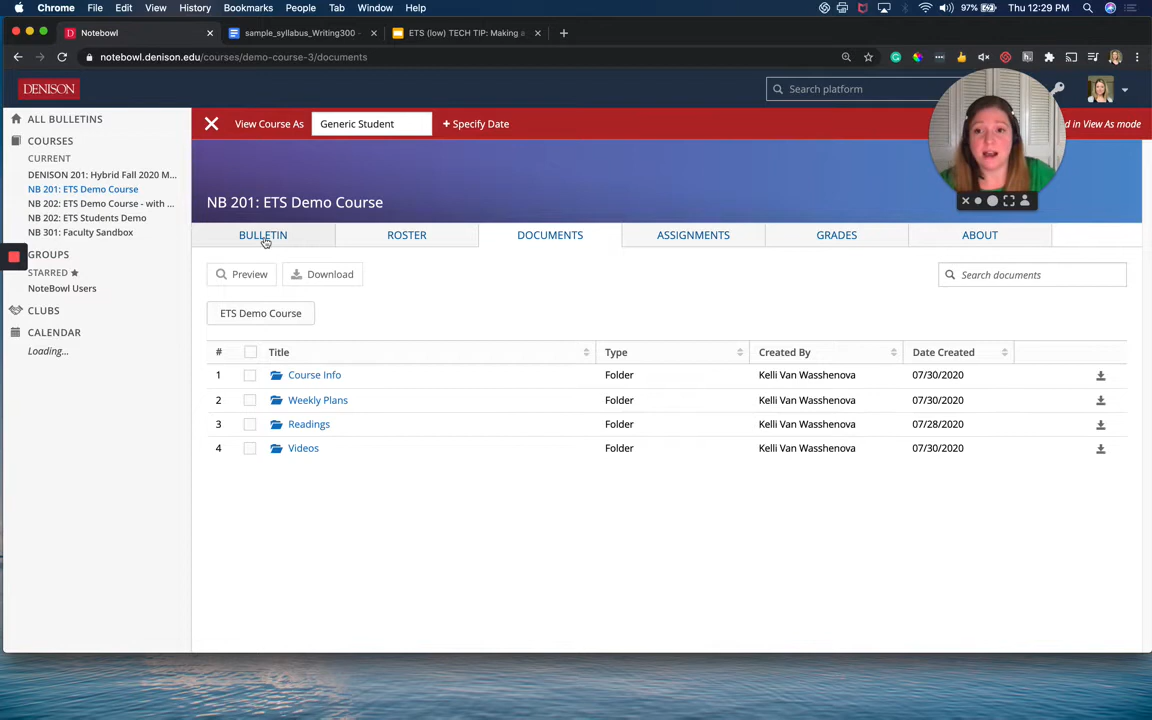 Chrome File Edit View History Bookmarks People Tab Window Help 97% Thu 12:29 PM
Notebowl sample_syllabus_Writing300 - ETS (low) TECH TIP: Making a
notebowl.denison.edu/courses/demo-course-3/documents
DENISON Search platform
ALL BULLETINS
COURSES
CURRENT
DENISON 201: Hybrid Fall 2020 M...
NB 201: ETS Demo Course
NB 202: ETS Demo Course - with ...
NB 202: ETS Students Demo
NB 301: Faculty Sandbox
GROUPS
STARRED
NoteBowl Users
CLUBS
CALENDAR
Loading...
View Course As Generic Student + Specify Date d in View As mode
NB 201: ETS Demo Course
BULLETIN ROSTER DOCUMENTS ASSIGNMENTS GRADES ABOUT
Preview Download Search documents
ETS Demo Course
# Title Type Created By Date Created
1 Course Info Folder Kelli Van Wasshenova 07/30/2020
2 Weekly Plans Folder Kelli Van Wasshenova 07/30/2020
3 Readings Folder Kelli Van Wasshenova 07/28/2020
4 Videos Folder Kelli Van Wasshenova 07/30/2020